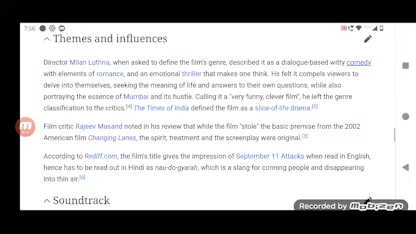 7:56
Themes and influences
Director Milan Luthria, when asked to define the film's genre, described it as a dialogue-based witty comedy
with elements of romance, and an emotional thriller that makes one think. He felt it compels viewers to
delve into themselves, seeking the meaning of life and answers to their own questions, while
also portraying the essence of Mumbai and its hustle. Calling it a "very funny, clever film", he left the genre
classification to the critics.[4] The Times of India defined the film as a slice-of-life drama.[5]
Film critic Rajeev Masand noted in his review that while the film "stole" the basic premise from the 2002
American film Changing Lanes, the spirit, treatment and the screenplay were original.[3]
According to Rediff.com, the film's title gives the impression of September 11 Attacks when read in English,
hence has to be read out in Hindi as nau-do-gyarah; which is a slang for coming people and disappearing
into thin air.[6]
Soundtrack
Recorded by Mobizen